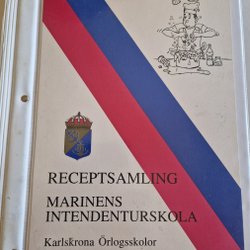 RECEPTSAMLING
MARINENS
INTENDENTURSKOLA
Karlskrona Örlogsskolor